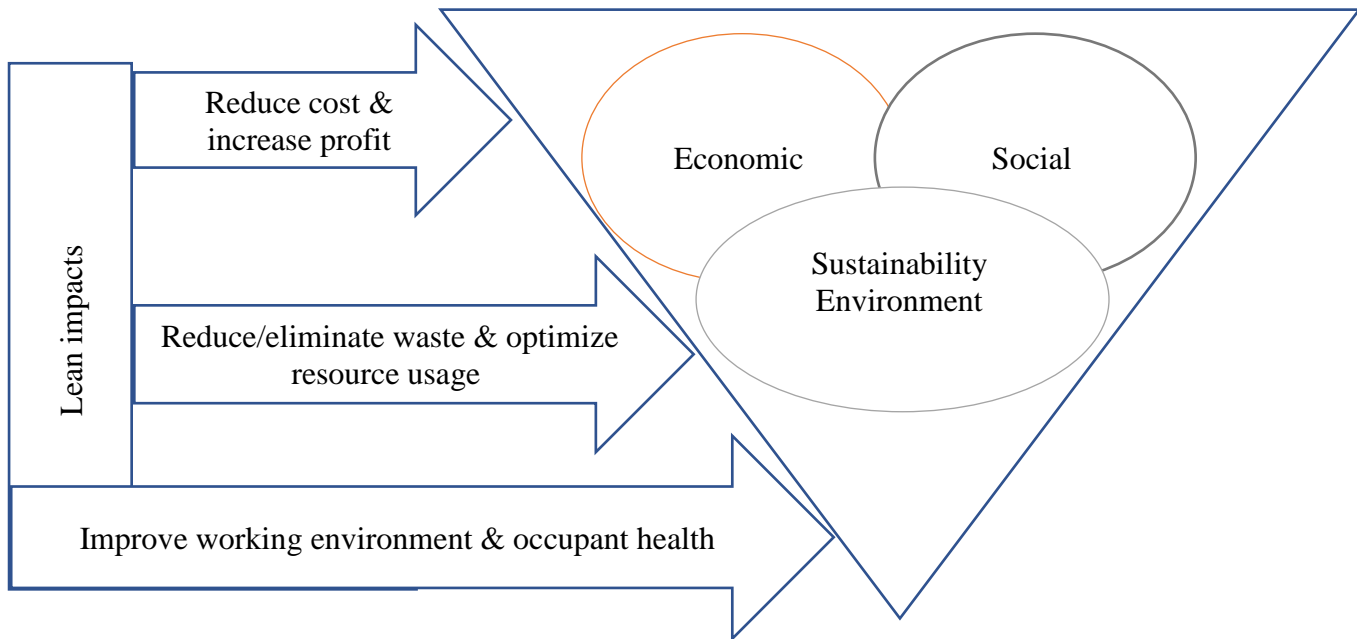 Lean impacts
Reduce cost &
increase profit
Reduce/eliminate waste & optimize
resource usage
Improve working environment & occupant health
Economic
Social
Sustainability
Environment